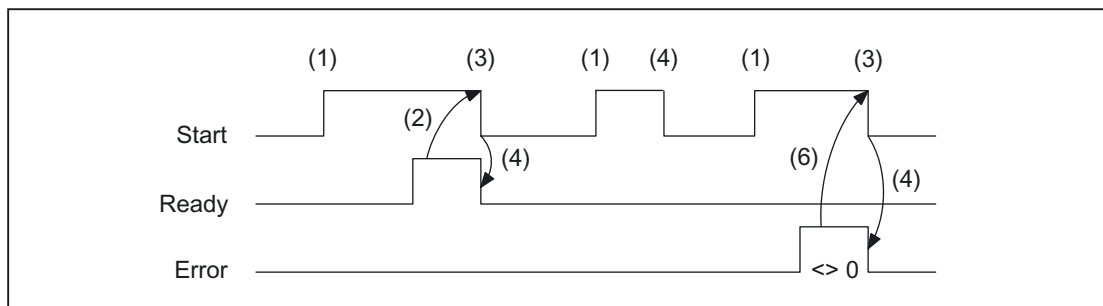 (1) (3) (1) (4) (1) (3)
Start (2) (4) (6) (4)
Ready
Error <> 0